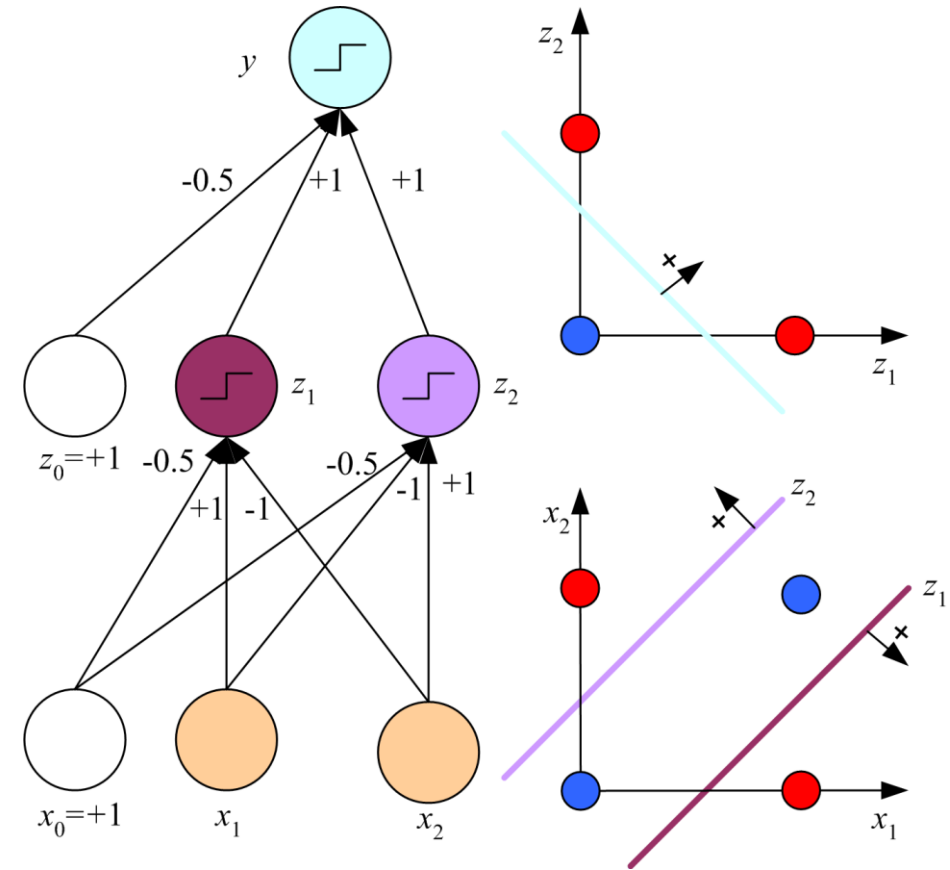 y
-0.5
+1
+1
z₀=+1
z₁
z₂
-0.5
+1
-1
-0.5
-1
+1
x₀=+1
x₁
x₂
z₂
+
z₁
x₂
z₂
+
z₁
+
x₁